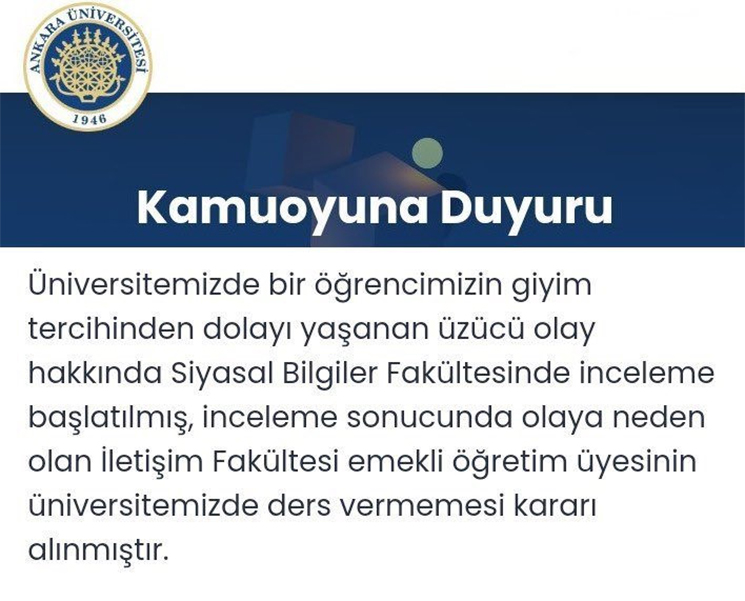 ANKARA ÜNİVERSİTESİ
1946
Kamuoyuna Duyuru
Üniversitemizde bir öğrencimizin giyim
tercihinden dolayı yaşanan üzücü olay
hakkında Siyasal Bilgiler Fakültesinde inceleme
başlatılmış, inceleme sonucunda olaya neden
olan İletişim Fakültesi emekli öğretim üyesinin
üniversitemizde ders vermemesi kararı
alınmıştır.